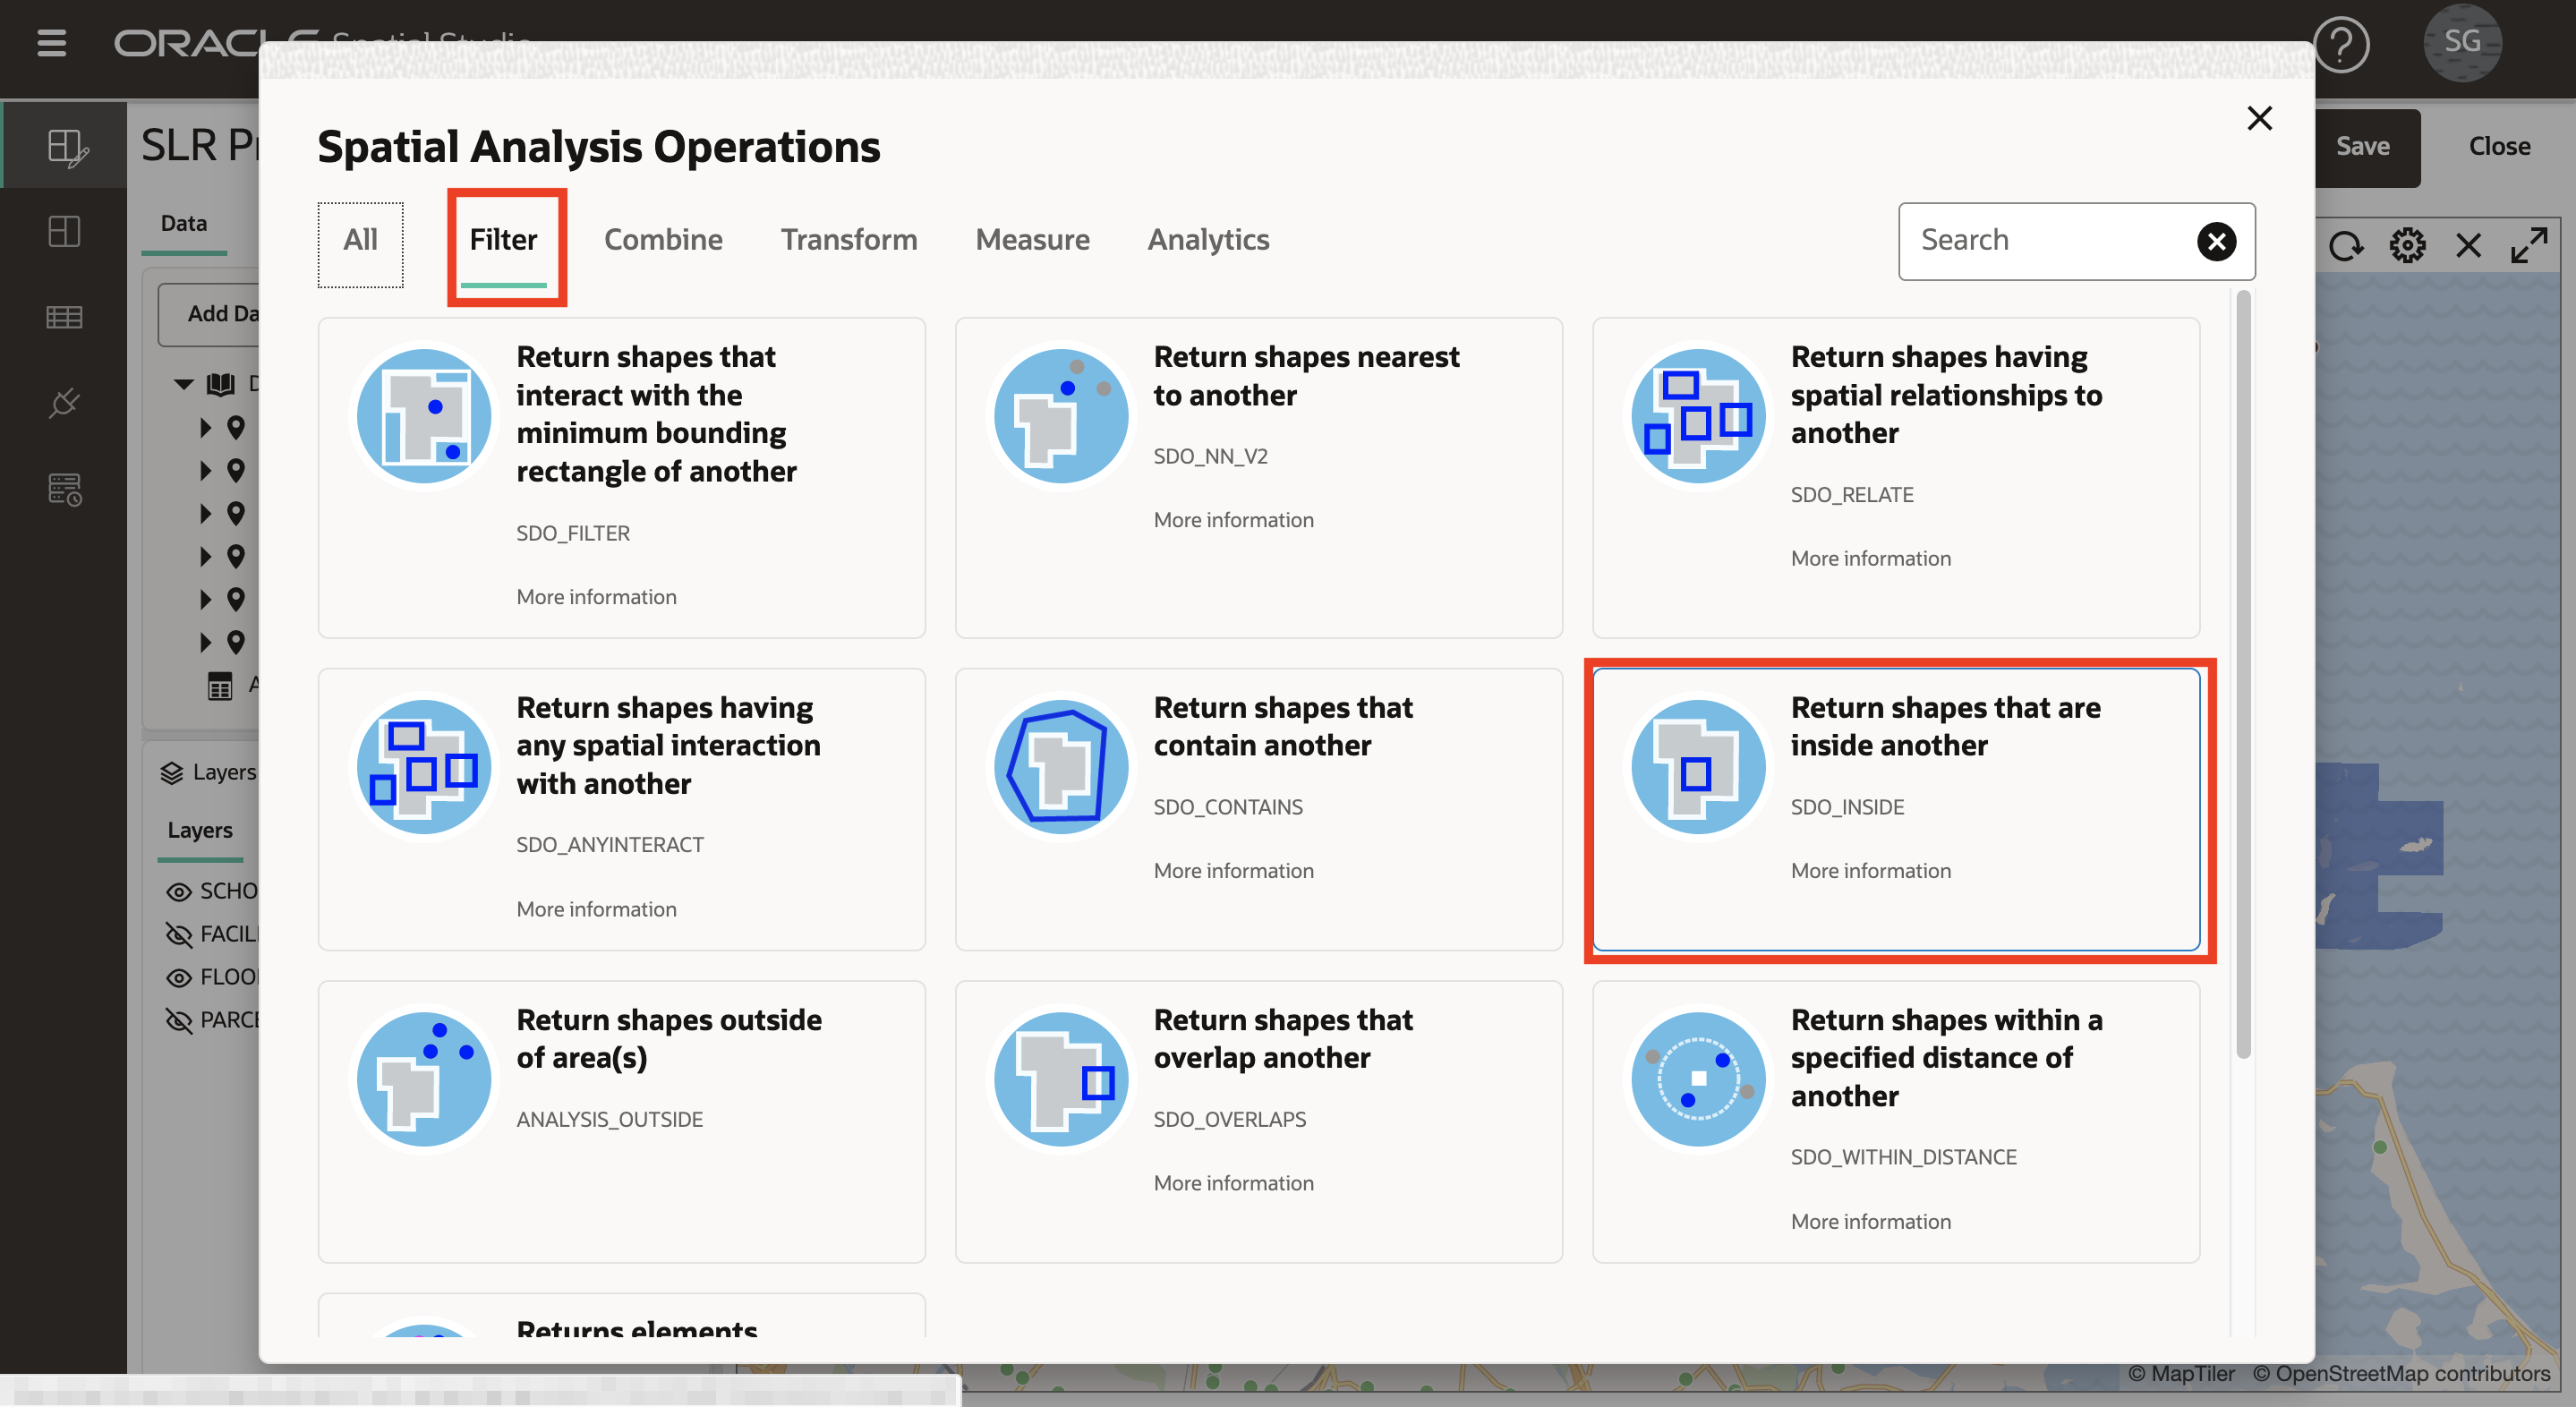 ORACLE Spatial Studio
SG
SLR Pr
Save
Close
Data
Add Da
Layers
Layers
SCHO
FACIL
FLOO
PARCE
Spatial Analysis Operations
All
Filter
Combine
Transform
Measure
Analytics
Search
Return shapes that
interact with the
minimum bounding
rectangle of another
SDO_FILTER
More information
Return shapes nearest
to another
SDO_NN_V2
More information
Return shapes having
spatial relationships to
another
SDO_RELATE
More information
Return shapes having
any spatial interaction
with another
SDO_ANYINTERACT
More information
Return shapes that
contain another
SDO_CONTAINS
More information
Return shapes that are
inside another
SDO_INSIDE
More information
Return shapes outside
of area(s)
ANALYSIS_OUTSIDE
Return shapes that
overlap another
SDO_OVERLAPS
More information
Return shapes within a
specified distance of
another
SDO_WITHIN_DISTANCE
More information
Returns elements
© MapTiler © OpenStreetMap contributors